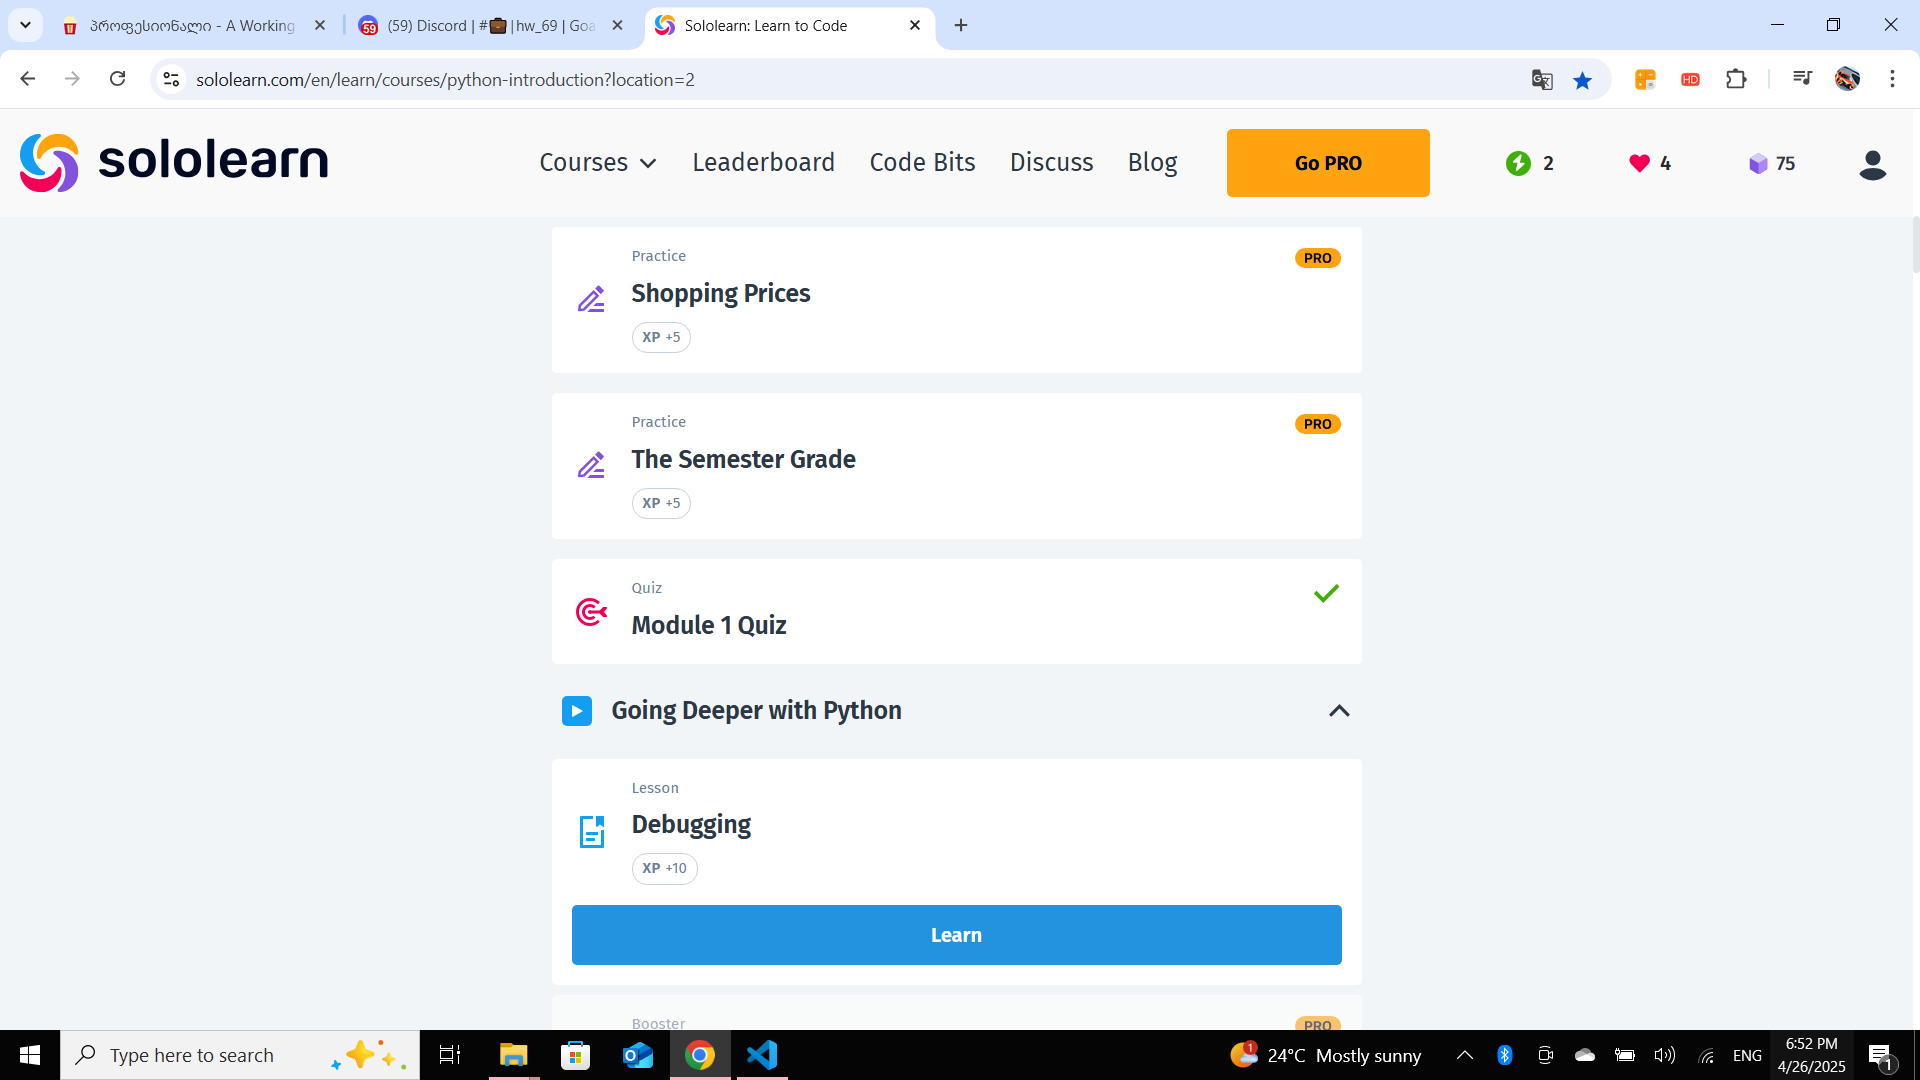 პროფესიონალი - A Working
(59) Discord | #💼|hw_69 | Goa
Sololearn: Learn to Code
sololearn.com/en/learn/courses/python-introduction?location=2
HD
sololearn
Courses
Leaderboard
Code Bits
Discuss
Blog
Go PRO
2
4
75
Practice
PRO
Shopping Prices
XP +5
Practice
PRO
The Semester Grade
XP +5
Quiz
Module 1 Quiz
Going Deeper with Python
Lesson
Debugging
XP +10
Learn
Booster
PRO
Type here to search
1
24°C Mostly sunny
ENG
6:52 PM
4/26/2025
1